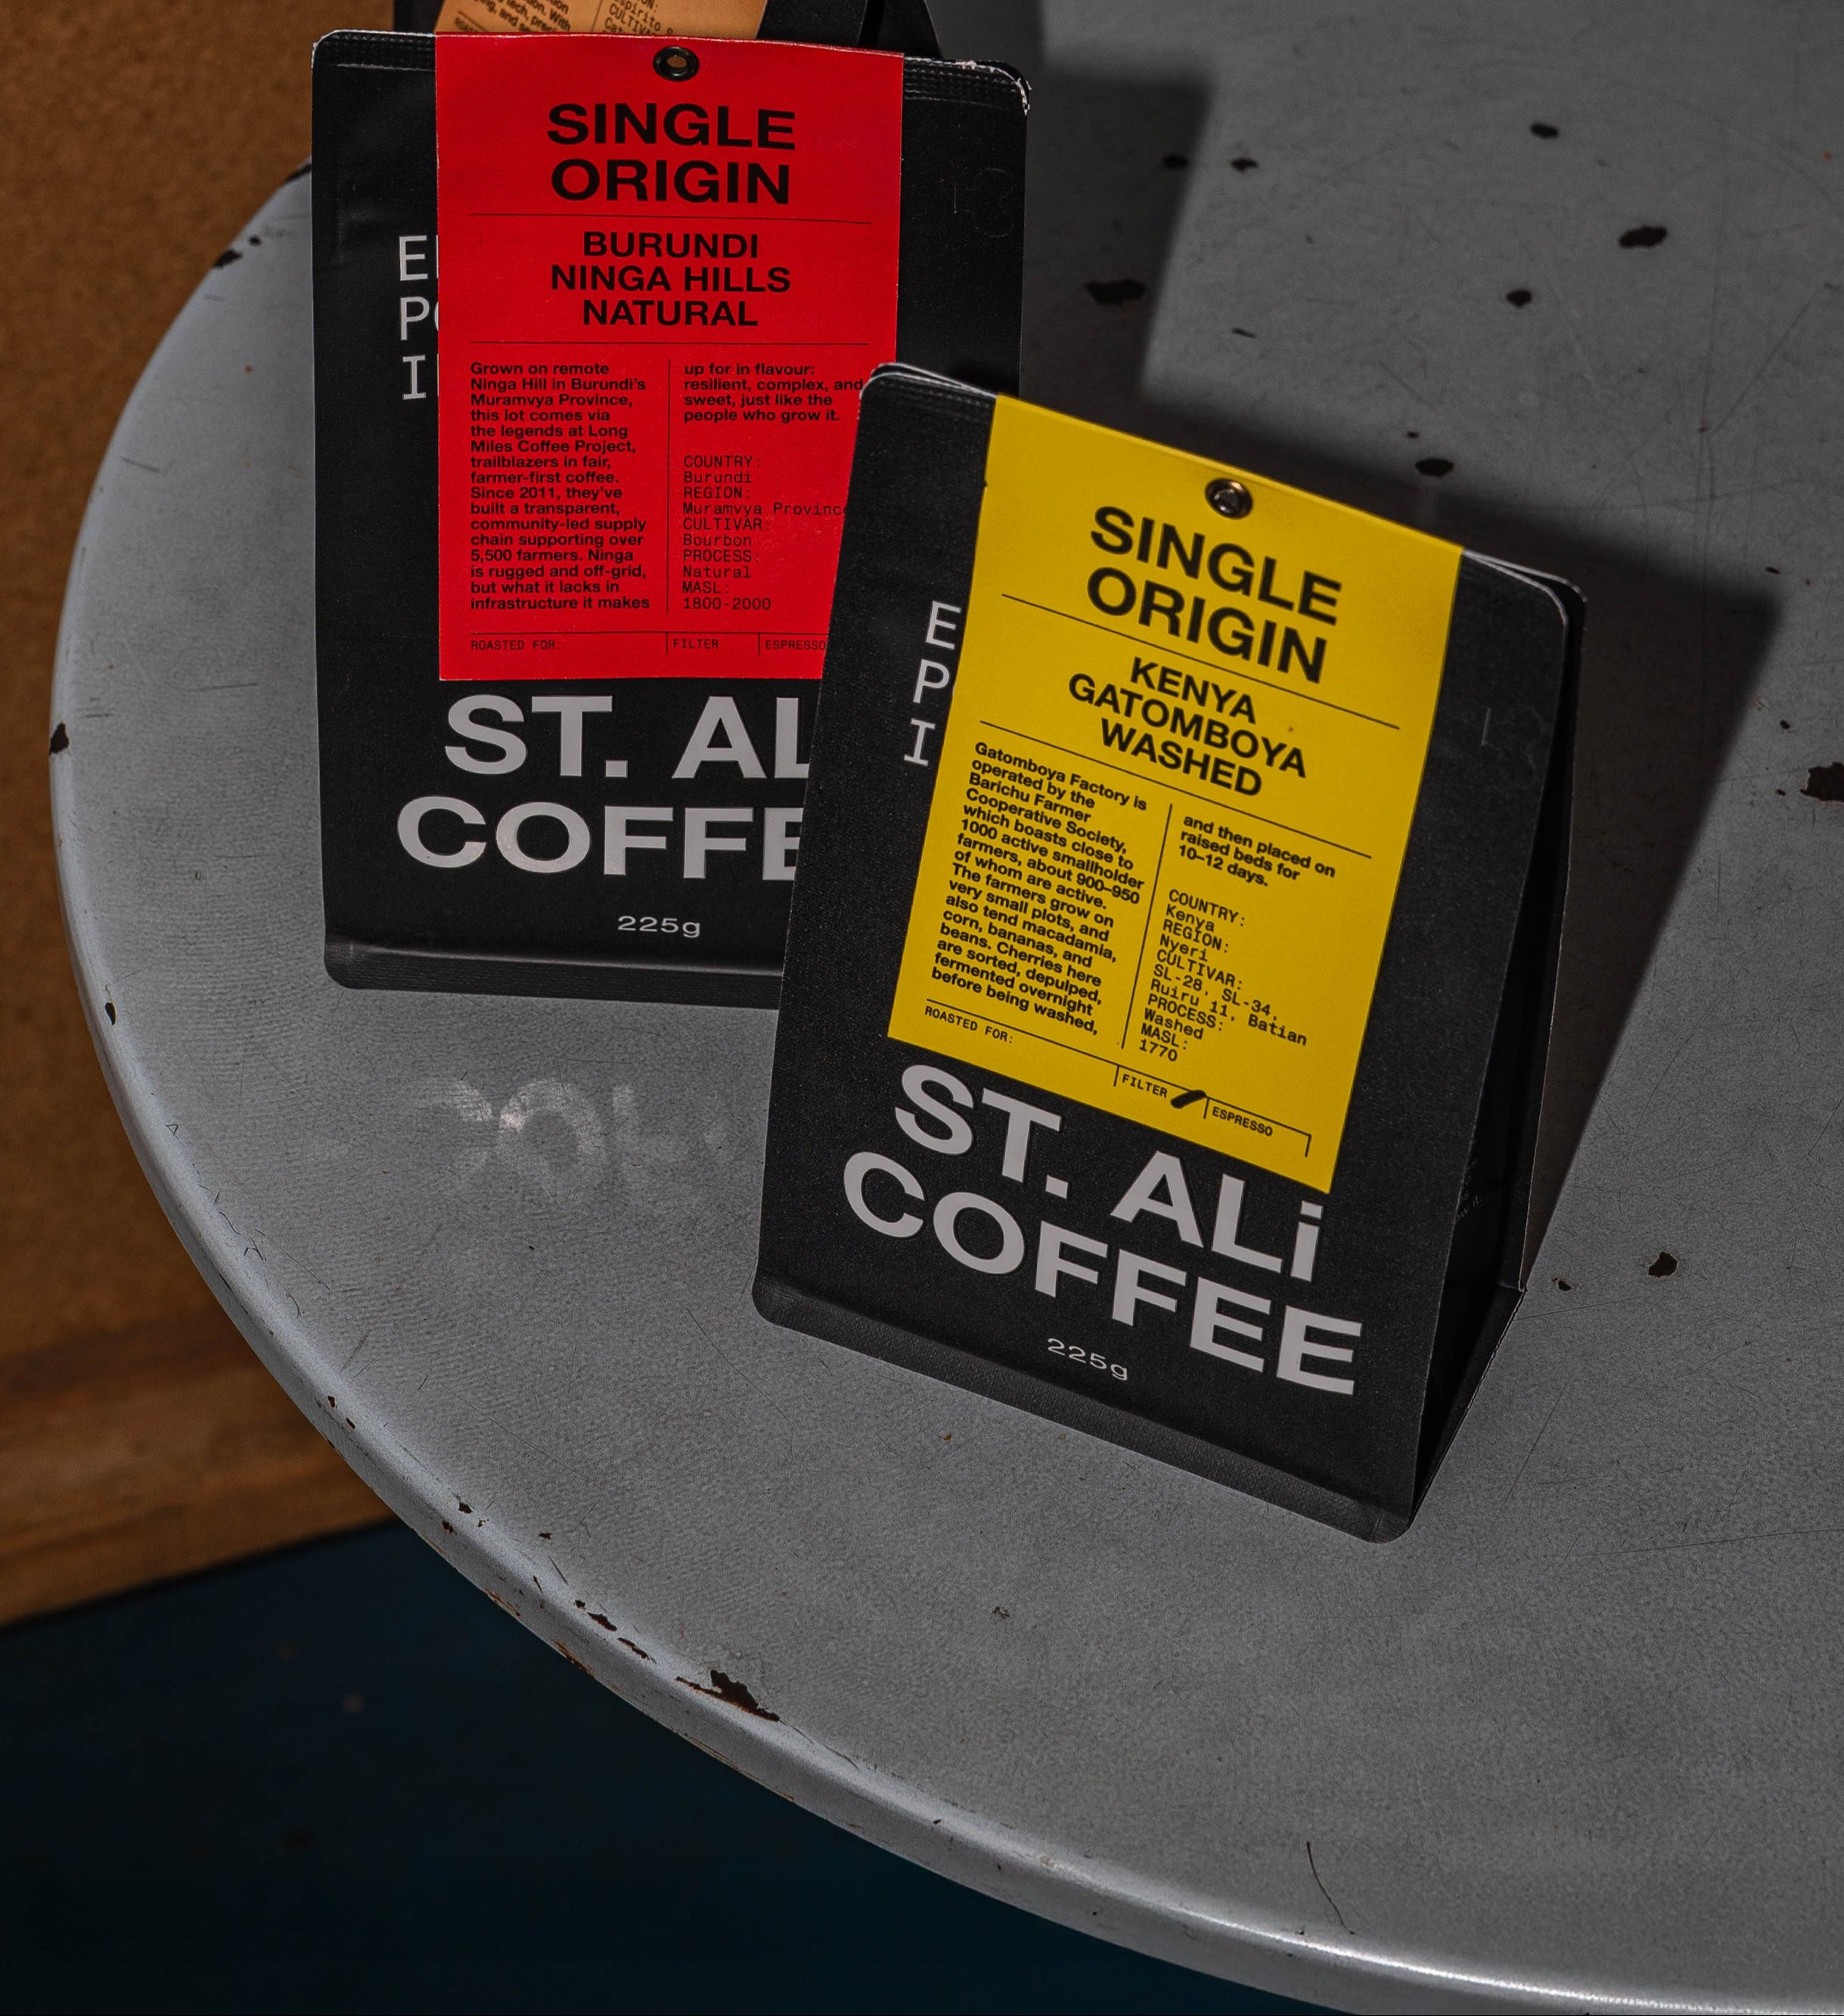 SINGLE
ORIGIN
BURUNDI
NINGA HILLS
NATURAL
Grown on remote
Ninga Hill in Burundi's
Muramvya Province,
this lot comes via
the legends at Long
Miles Coffee Project,
trailblazers in fair,
farmer-first coffee.
Since 2011, they've
built a transparent,
community-led supply
chain supporting over
5,500 farmers. Ninga
is rugged and off-grid,
but what it lacks in
infrastructure it makes
up for in flavour:
resilient, complex, and
sweet, just like the
people who grow it.
COUNTRY:
Burundi
REGION:
Muramvya Province
CULTIVAR:
Bourbon
PROCESS:
Natural
MASL:
1800-2000
ROASTED FOR:
FILTER
ESPRESSO
ST. AL
COFFE
225g
SINGLE
ORIGIN
KENYA
GATOMBOYA
WASHED
Gatomboya Factory is
operated by the
Barichu Farmer
Cooperative Society,
which boasts close to
1000 active smallholder
farmers, about 900–950
of whom are active.
The farmers grow on
very small plots, and
also tend macadamia,
corn, bananas, and
beans. Cherries here
are sorted, depulped,
fermented overnight
before being washed,
and then placed on
raised beds for
10–12 days.
COUNTRY:
Kenya
REGION:
Nyeri
CULTIVAR:
SL-28, SL-34,
Ruiru 11, Batian
PROCESS:
Washed
MASL:
1770
ROASTED FOR:
FILTER
ESPRESSO
ST. ALi
COFFEE
225g